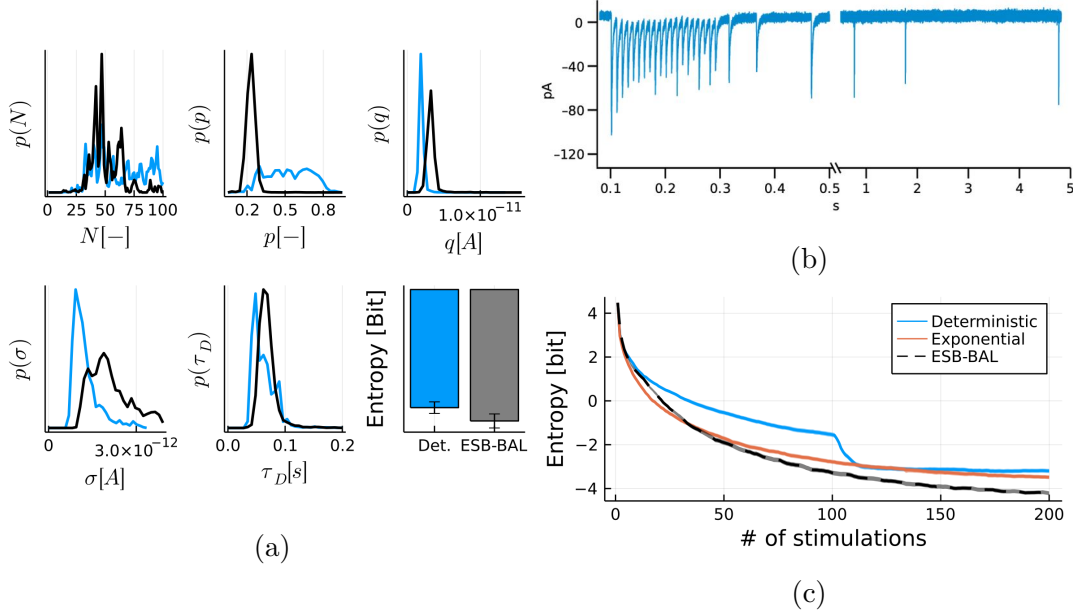 p(N)
0 25 50 75 100
N[−]
p(p)
0.2 0.5 0.8
p[−]
p(q)
0 1.0×10⁻¹¹
q[A]
p(σ)
0 3.0×10⁻¹²
σ[A]
p(τ_D)
0.0 0.1 0.2
τ_D[s]
Entropy [Bit]
Det. ESB-BAL
(a)
pA
0
−40
−80
−120
0.1 0.2 0.3 0.4 0.5 1 2 3 4 5
s
(b)
Entropy [bit]
4
2
0
−2
−4
0 50 100 150 200
# of stimulations
Deterministic
Exponential
ESB-BAL
(c)